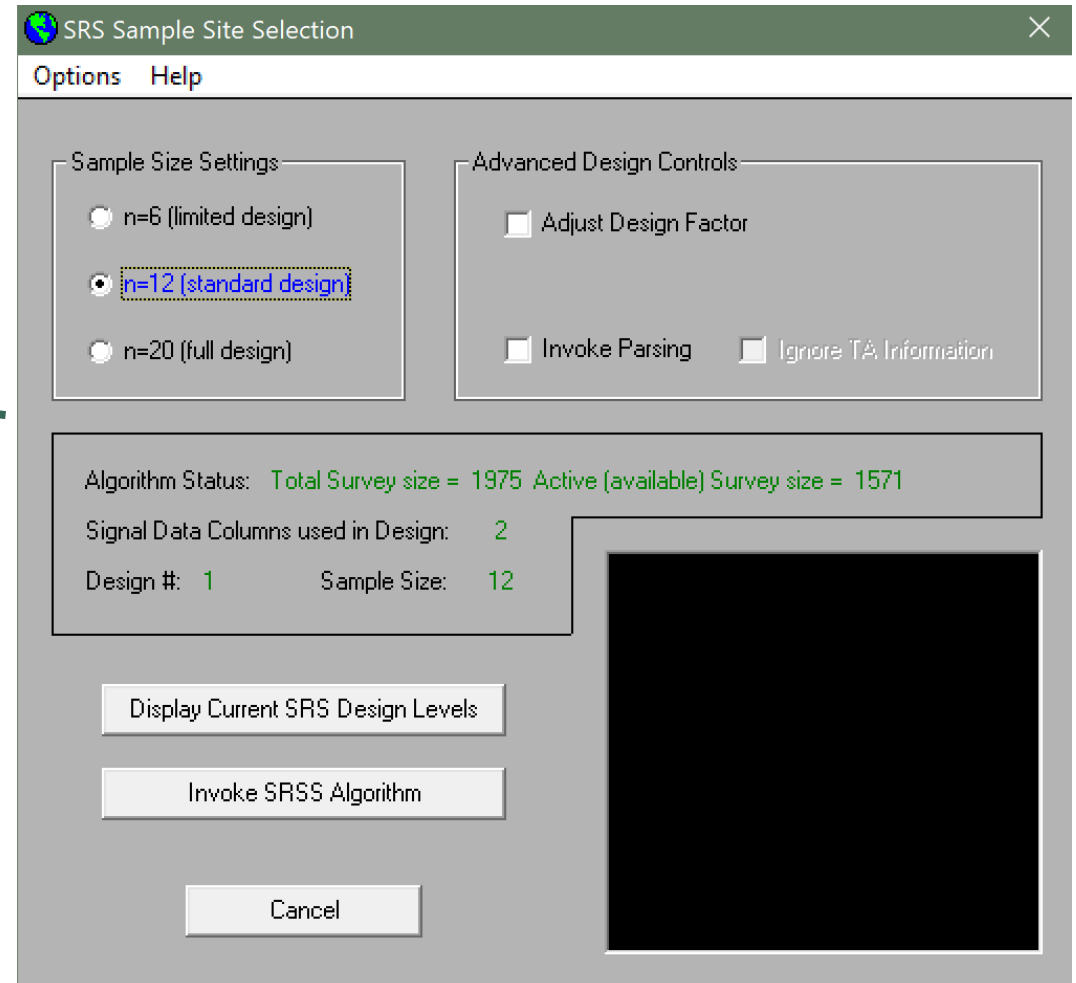 SRS Sample Site Selection
Options Help
Sample Size Settings
n=6 (limited design)
n=12 (standard design)
n=20 (full design)
Advanced Design Controls
Adjust Design Factor
Invoke Parsing Ignore TA Information
Algorithm Status: Total Survey size = 1975 Active (available) Survey size = 1571
Signal Data Columns used in Design: 2
Design #: 1 Sample Size: 12
Display Current SRS Design Levels
Invoke SRSS Algorithm
Cancel